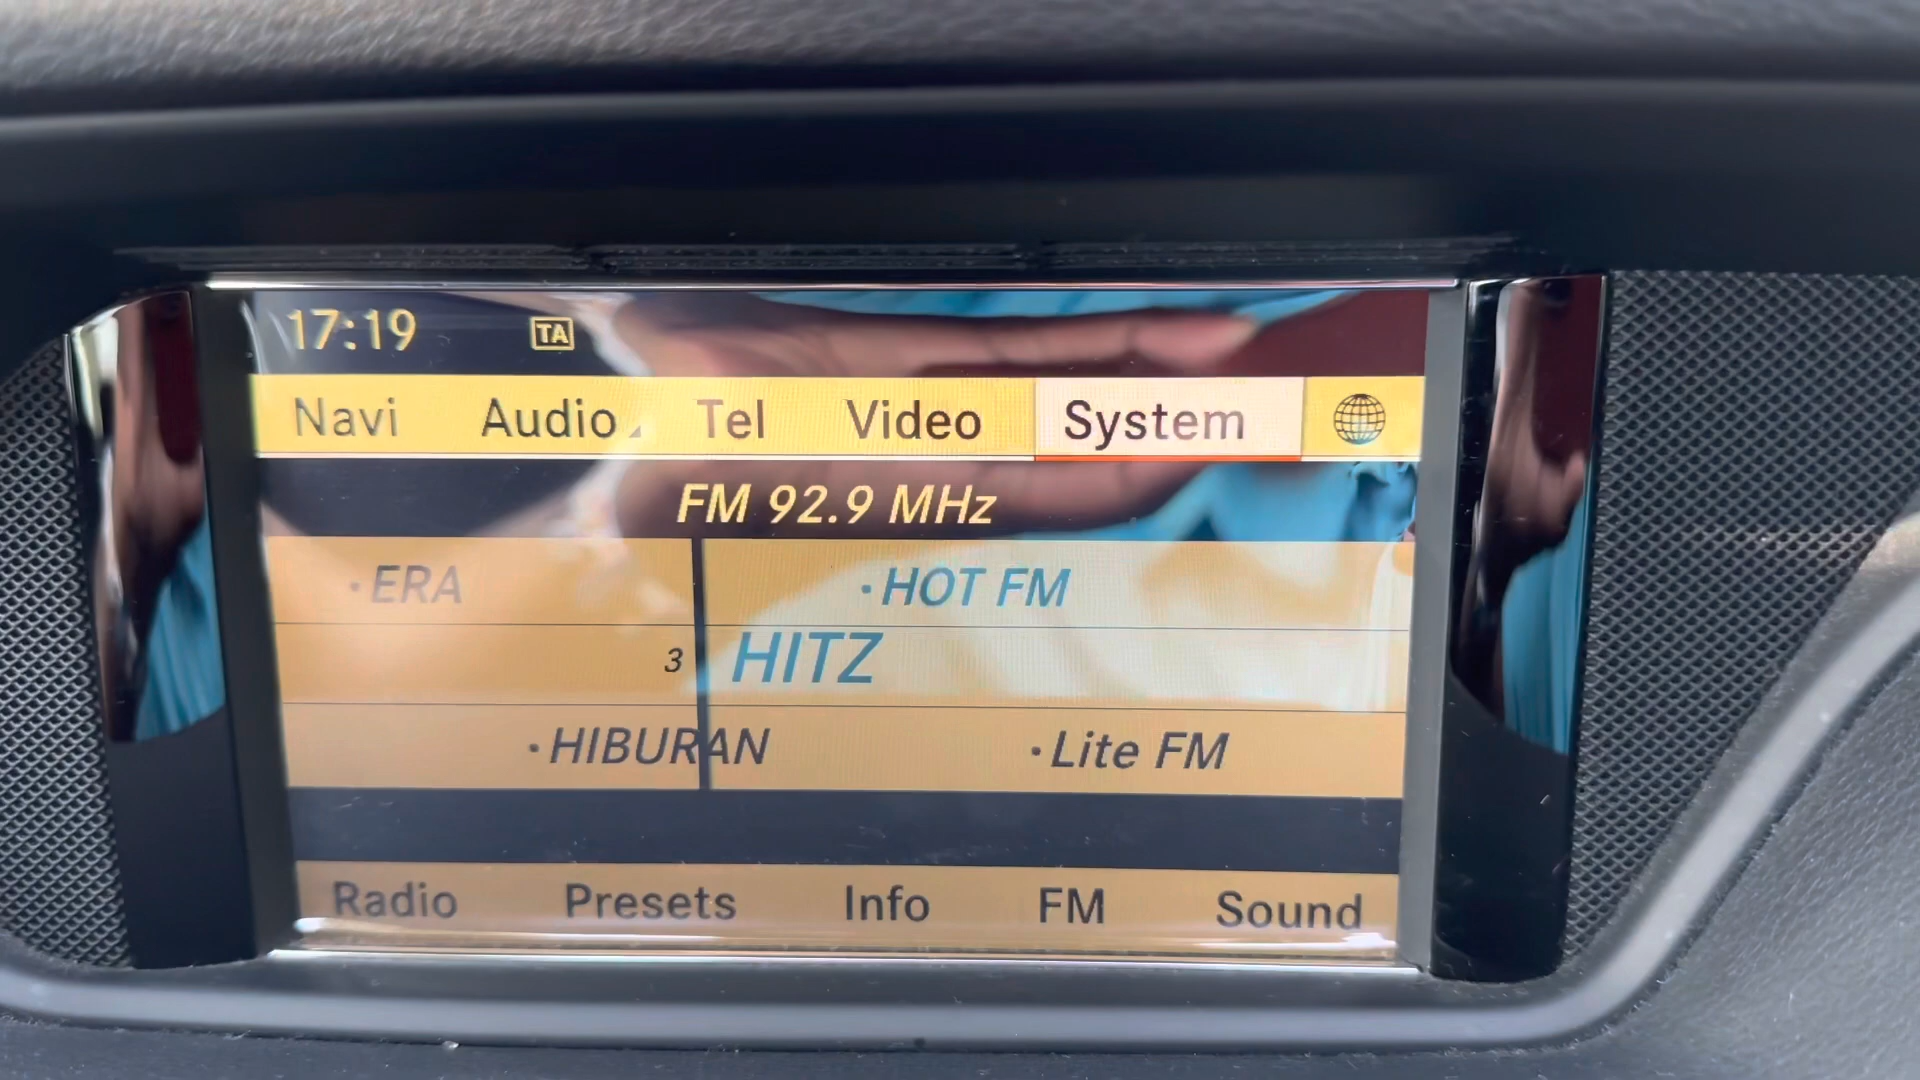 17:19 TA
Navi Audio Tel Video System
FM 92.9 MHz
·ERA ·HOT FM
3 HITZ
·HIBURAN ·Lite FM
Radio Presets Info FM Sound